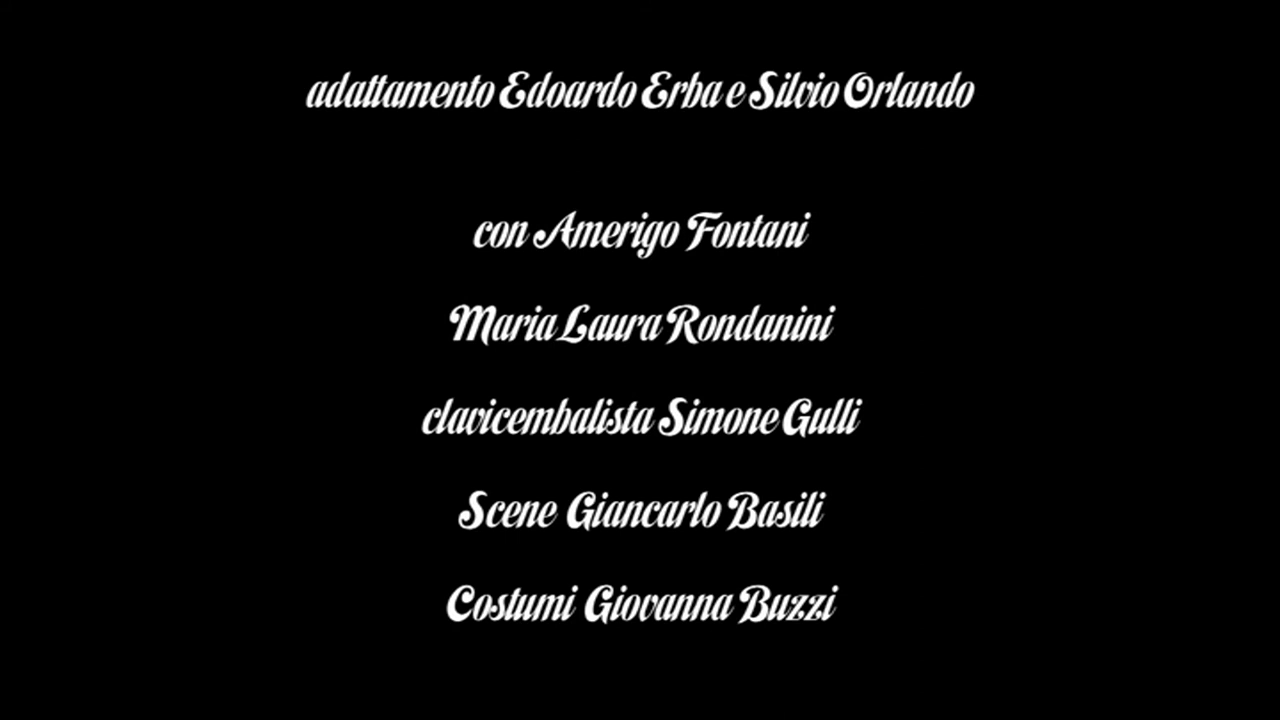 adattamento Edoardo Erba e Silvio Orlando
con Amerigo Fontani
Maria Laura Rondanini
clavicembalista Simone Gulli
Scene Giancarlo Basili
Costumi Giovanna Buzzi